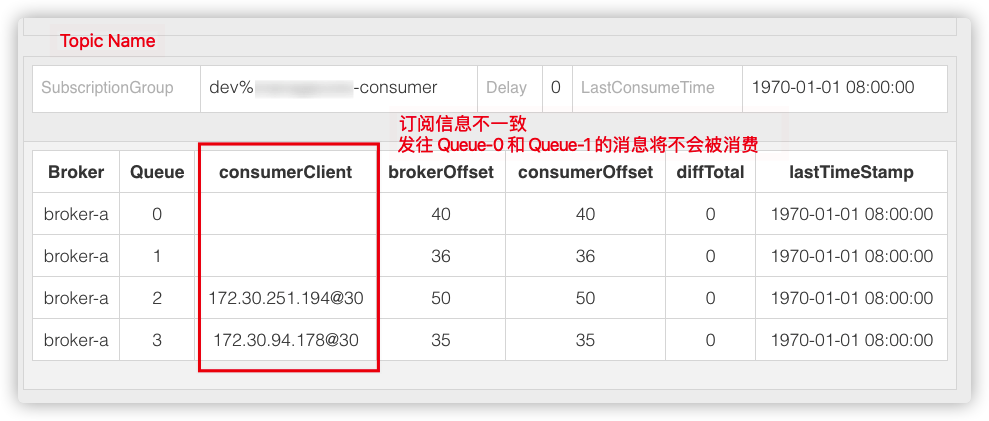 Topic Name
SubscriptionGroup dev% -consumer Delay 0 LastConsumeTime 1970-01-01 08:00:00
订阅信息不一致
发往 Queue-0 和 Queue-1 的消息将不会被消费
Broker Queue consumerClient brokerOffset consumerOffset diffTotal lastTimeStamp
broker-a 0 40 40 0 1970-01-01 08:00:00
broker-a 1 36 36 0 1970-01-01 08:00:00
broker-a 2 172.30.251.194@30 50 50 0 1970-01-01 08:00:00
broker-a 3 172.30.94.178@30 35 35 0 1970-01-01 08:00:00